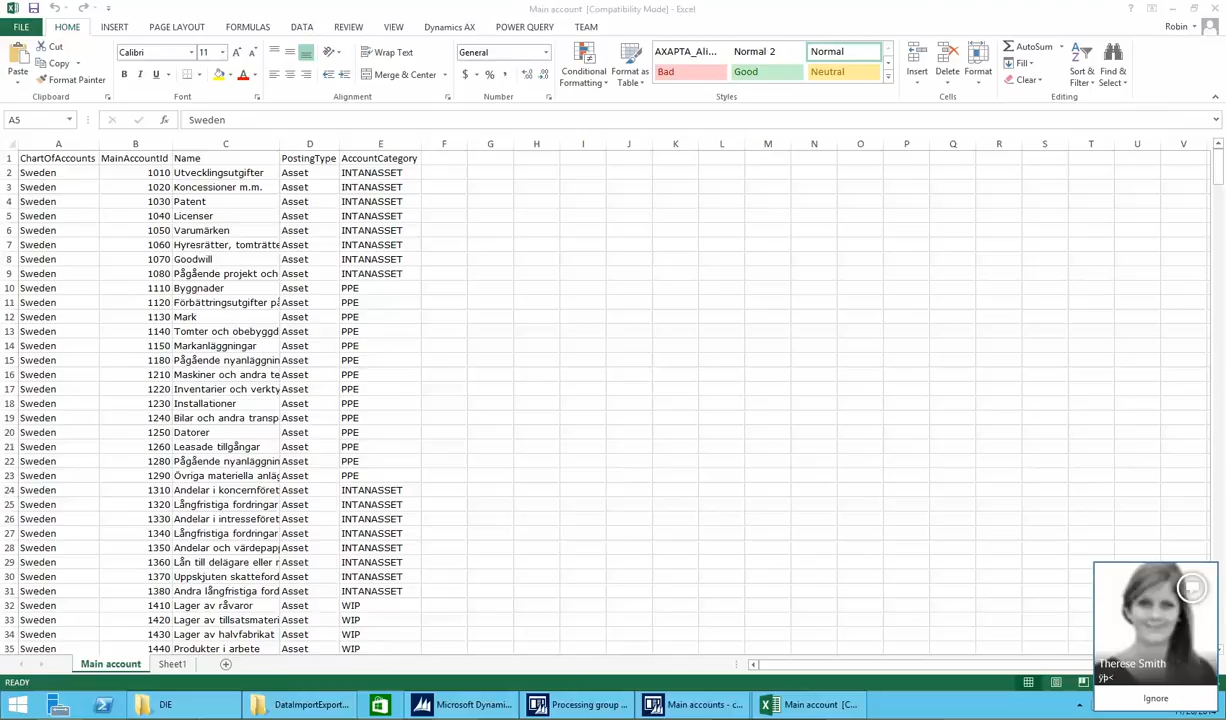 Main account  [Compatibility Mode] - Excel
FILE HOME INSERT PAGE LAYOUT FORMULAS DATA REVIEW VIEW Dynamics AX POWER QUERY TEAM Robin
Paste Cut Copy Format Painter Clipboard
Calibri 11 B I U A Font
Wrap Text Merge & Center Alignment
General $ % , Number
Conditional Formatting Format as Table
AXAPTA_Ali... Normal 2 Normal
Bad Good Neutral
Styles
Insert Delete Format Cells
AutoSum Fill Clear Sort & Filter Find & Select Editing
A5 fx Sweden
A B C D E F G H I J K L M N O P Q R S T U V
1 ChartOfAccounts MainAccountId Name PostingType AccountCategory
2 Sweden 1010 Utvecklingsutgifter Asset INTANASSET
3 Sweden 1020 Koncessioner m.m. Asset INTANASSET
4 Sweden 1030 Patent Asset INTANASSET
5 Sweden 1040 Licenser Asset INTANASSET
6 Sweden 1050 Varumärken Asset INTANASSET
7 Sweden 1060 Hyresrätter, tomträtte Asset INTANASSET
8 Sweden 1070 Goodwill Asset INTANASSET
9 Sweden 1080 Pågående projekt och Asset INTANASSET
10 Sweden 1110 Byggnader Asset PPE
11 Sweden 1120 Förbättringsutgifter på Asset PPE
12 Sweden 1130 Mark Asset PPE
13 Sweden 1140 Tomter och obebyggd Asset PPE
14 Sweden 1150 Markanläggningar Asset PPE
15 Sweden 1180 Pågående nyanläggnin Asset PPE
16 Sweden 1210 Maskiner och andra te Asset PPE
17 Sweden 1220 Inventarier och verkty Asset PPE
18 Sweden 1230 Installationer Asset PPE
19 Sweden 1240 Bilar och andra transp Asset PPE
20 Sweden 1250 Datorer Asset PPE
21 Sweden 1260 Leasade tillgångar Asset PPE
22 Sweden 1280 Pågående nyanläggnin Asset PPE
23 Sweden 1290 Övriga materiella anläg Asset PPE
24 Sweden 1310 Andelar i koncernföret Asset INTANASSET
25 Sweden 1320 Långfristiga fordringar Asset INTANASSET
26 Sweden 1330 Andelar i intresseföret Asset INTANASSET
27 Sweden 1340 Långfristiga fordringar Asset INTANASSET
28 Sweden 1350 Andelar och värdepapp Asset INTANASSET
29 Sweden 1360 Lån till delägare eller n Asset INTANASSET
30 Sweden 1370 Uppskjuten skatteford Asset INTANASSET
31 Sweden 1380 Andra långfristiga ford Asset INTANASSET
32 Sweden 1410 Lager av råvaror Asset WIP
33 Sweden 1420 Lager av tillsatsmateri Asset WIP
34 Sweden 1430 Lager av halvfabrikat Asset WIP
35 Sweden 1440 Produkter i arbete Asset WIP
Main account Sheet1
READY
Therese Smith
ÿþ<
Ignore
DIE DataImportExport... Microsoft Dynami... Processing group ... Main accounts - c... Main account  [C...